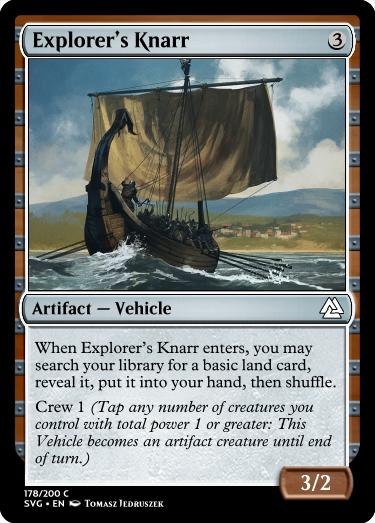 Explorer's Knarr 3
Artifact — Vehicle
When Explorer's Knarr enters, you may
search your library for a basic land card,
reveal it, put it into your hand, then shuffle.
Crew 1 (Tap any number of creatures you
control with total power 1 or greater: This
Vehicle becomes an artifact creature until end
of turn.)
3/2
178/200 C
SVG • EN Tomasz Jedruszek